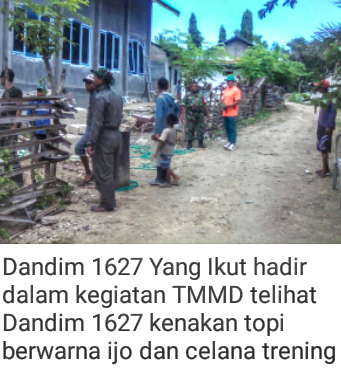 Dandim 1627 Yang Ikut hadir
dalam kegiatan TMMD telihat
Dandim 1627 kenakan topi
berwarna ijo dan celana trening